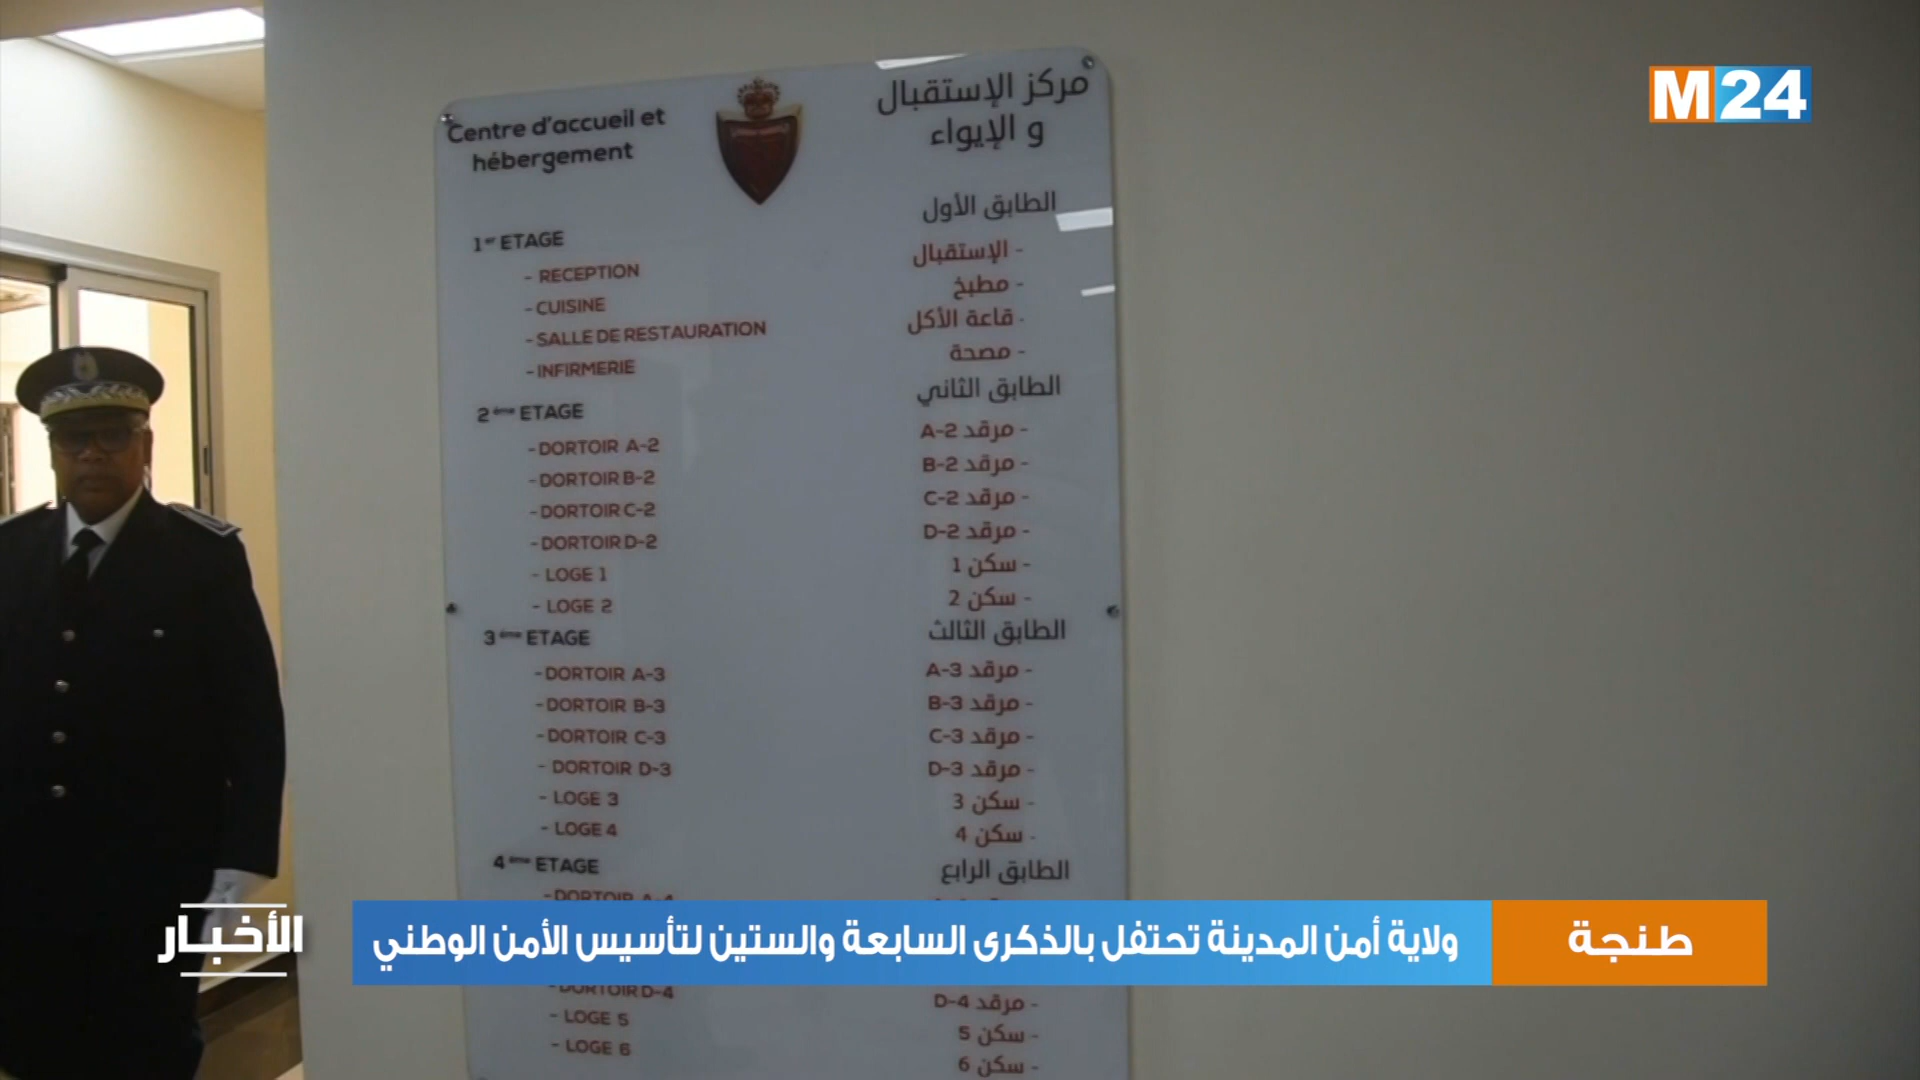 M24
Centre d'accueil et
hébergement
مركز الإستقبال
و الإيواء
1er ETAGE
- RECEPTION
- CUISINE
- SALLE DE RESTAURATION
- INFIRMERIE
2ème ETAGE
- DORTOIR A-2
- DORTOIR B-2
- DORTOIR C-2
- DORTOIR D-2
- LOGE 1
- LOGE 2
3ème ETAGE
- DORTOIR A-3
- DORTOIR B-3
- DORTOIR C-3
- DORTOIR D-3
- LOGE 3
- LOGE 4
4ème ETAGE
- DORTOIR A-4
- DORTOIR D-4
- LOGE 5
- LOGE 6
الطابق الأول
- الإستقبال
- مطبخ
- قاعة الأكل
- مصحة
الطابق الثاني
- مرقد A-2
- مرقد B-2
- مرقد C-2
- مرقد D-2
- سكن 1
- سكن 2
الطابق الثالث
- مرقد A-3
- مرقد B-3
- مرقد C-3
- مرقد D-3
- سكن 3
- سكن 4
الطابق الرابع
- مرقد D-4
- سكن 5
- سكن 6
طنجة
ولاية أمن المدينة تحتفل بالذكرى السابعة والستين لتأسيس الأمن الوطني
الأخبار